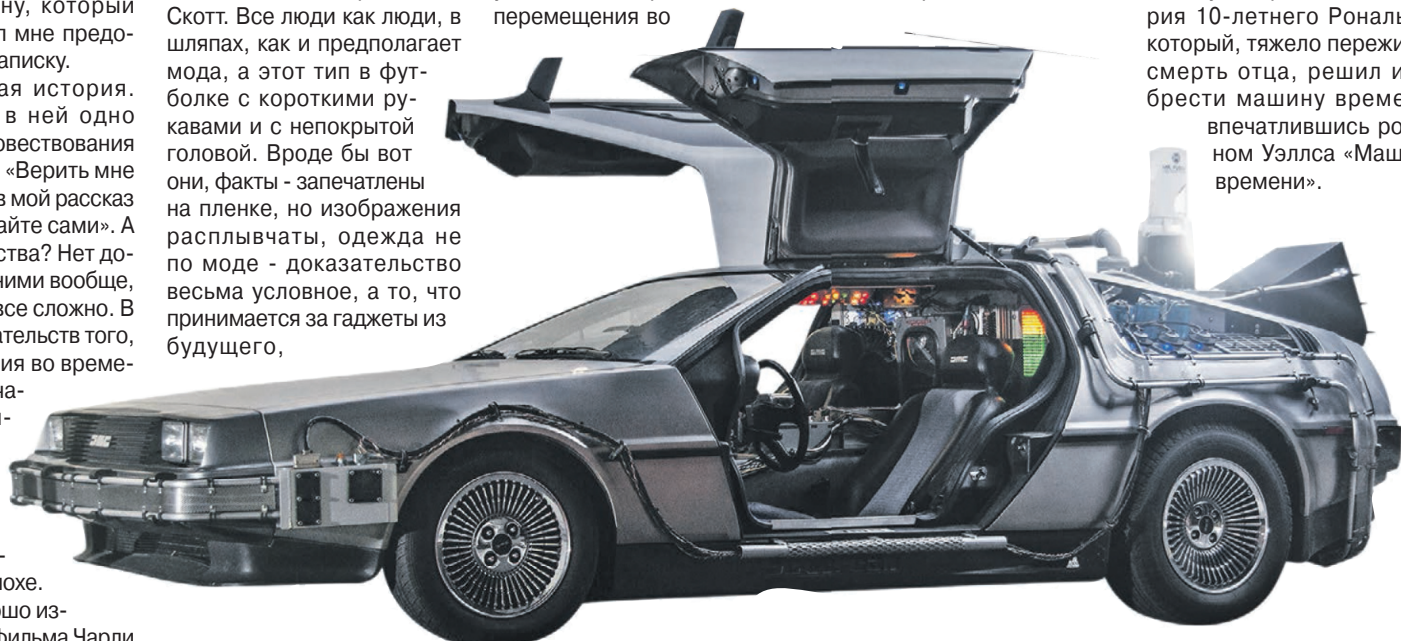 ну, который
мне предо-
аписку.
ая история.
в ней одно
овествования
«Верить мне
мой рассказ
айте сами». А
ства? Нет до-
ними вообще,
все сложно. В
ательств того,
ия во време-
на-
охе.
шо из-
фильма Чарли
Скотт. Все люди как люди, в
шляпах, как и предполагает
мода, а этот тип в фут-
болке с короткими ру-
кавами и с непокрытой
головой. Вроде бы вот
они, факты - запечатлены
на пленке, но изображения
расплывчаты, одежда не
по моде - доказательство
весьма условное, а то, что
принимается за гаджеты из
будущего,
перемещения во
рия 10-летнего Рональ
который, тяжело пережи
смерть отца, решил и
брести машину време
впечатлившись ро
ном Уэллса «Маш
времени».
DMC